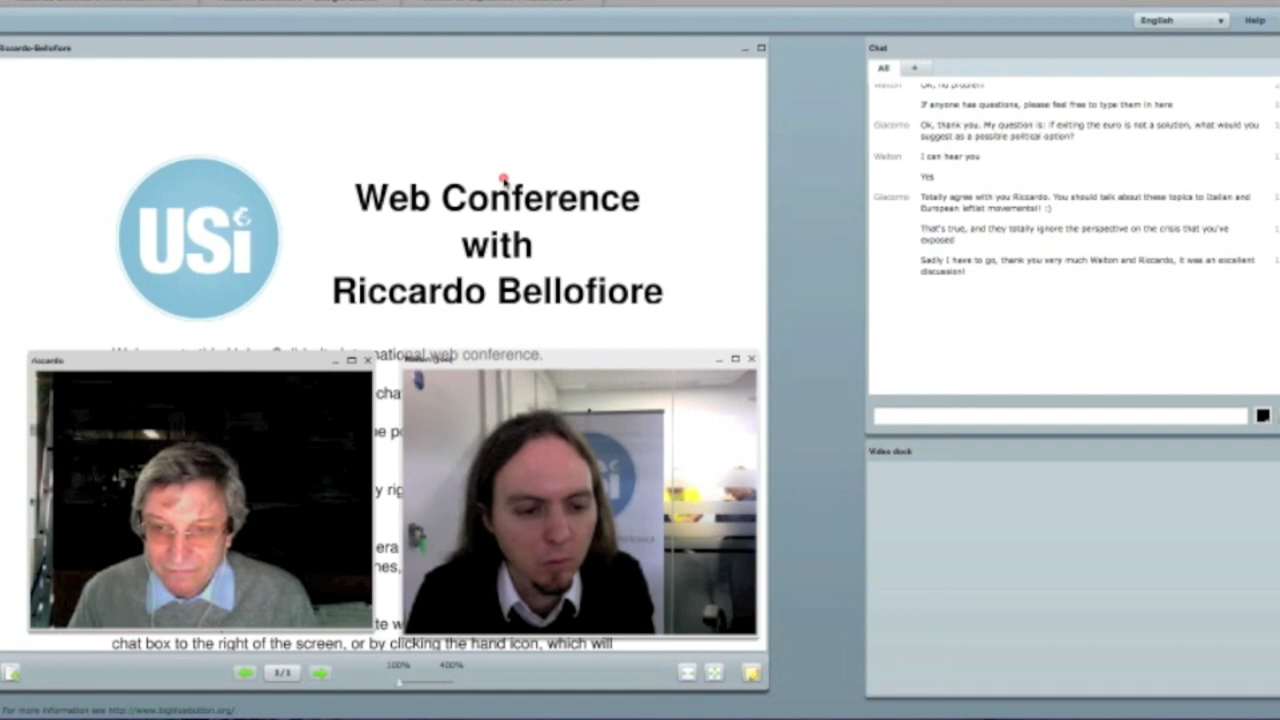 English
Help
Riccardo-Bellofiore
Chat
All
+
Walton Ok, no problem
If anyone has questions, please feel free to type them in here
Giacomo Ok, thank you. My question is: if exiting the euro is not a solution, what would you
suggest as a possible political option?
Walton I can hear you
Yes
Giacomo Totally agree with you Riccardo. You should talk about these topics to Italian and
European leftist movements!! :)
That's true, and they totally ignore the perspective on the crisis that you've
exposed
Sadly I have to go, thank you very much Walton and Riccardo, it was an excellent
discussion!
USi
Web Conference
with
Riccardo Bellofiore
web conference.
riccardo
chat box to the right of the screen, or by clicking the hand icon, which will
1/1
100% 400%
Video dock
For more information see http://www.bigbluebutton.org/.